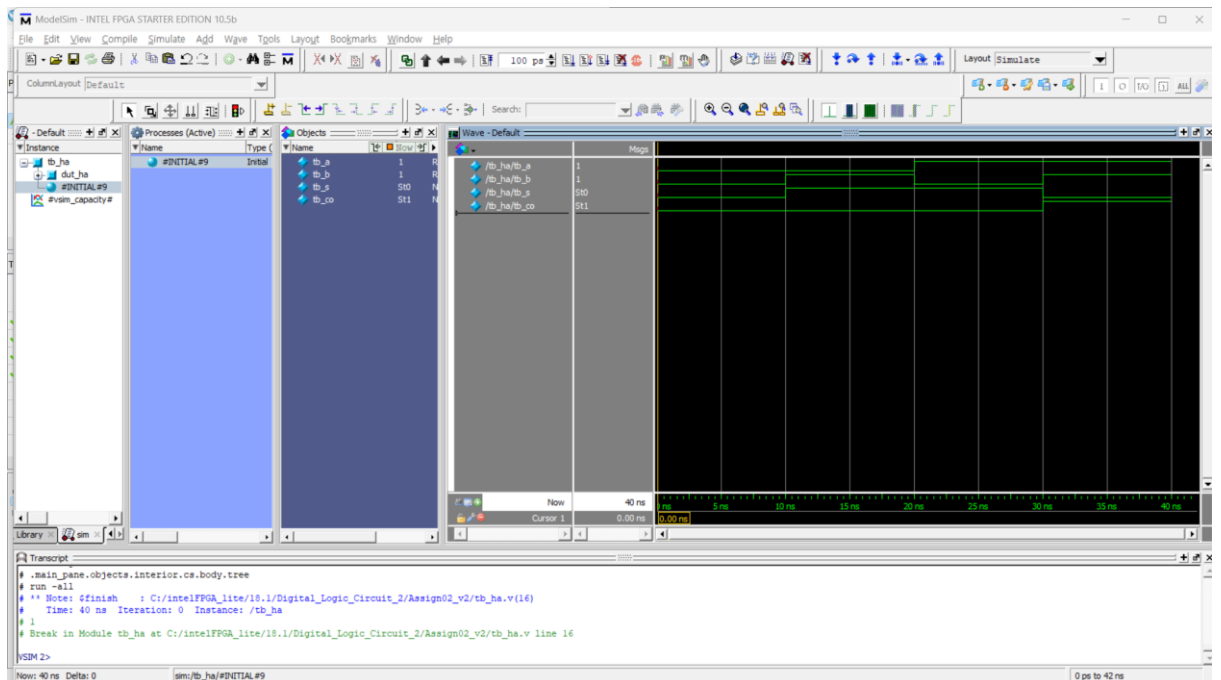 ModelSim - INTEL FPGA STARTER EDITION 10.5b
File Edit View Compile Simulate Add Wave Tools Layout Bookmarks Window Help
100 ps
Layout Simulate
ColumnLayout Default
Search:
- Default
Instance
tb_ha
dut_ha
#INITIAL#9
#vsim_capacity#
Library
sim
Processes (Active)
Name Type (
#INITIAL#9 Initial
Objects
Name Now
tb_a 1 R
tb_b 1 R
tb_s St0 N
tb_co St1 N
Wave - Default
Msgs
/tb_ha/tb_a 1
/tb_ha/tb_b 1
/tb_ha/tb_s St0
/tb_ha/tb_co St1
Now 40 ns
Cursor 1 0.00 ns
ns 5 ns 10 ns 15 ns 20 ns 25 ns 30 ns 35 ns 40 ns
0.00 ns
Transcript
# .main_pane.objects.interior.cs.body.tree
# run -all
# ** Note: $finish : C:/intelFPGA_lite/18.1/Digital_Logic_Circuit_2/Assign02_v2/tb_ha.v(16)
# Time: 40 ns Iteration: 0 Instance: /tb_ha
# 1
# Break in Module tb_ha at C:/intelFPGA_lite/18.1/Digital_Logic_Circuit_2/Assign02_v2/tb_ha.v line 16
VSIM 2>
Now: 40 ns Delta: 0
sim:/tb_ha/#INITIAL#9
0 ps to 42 ns